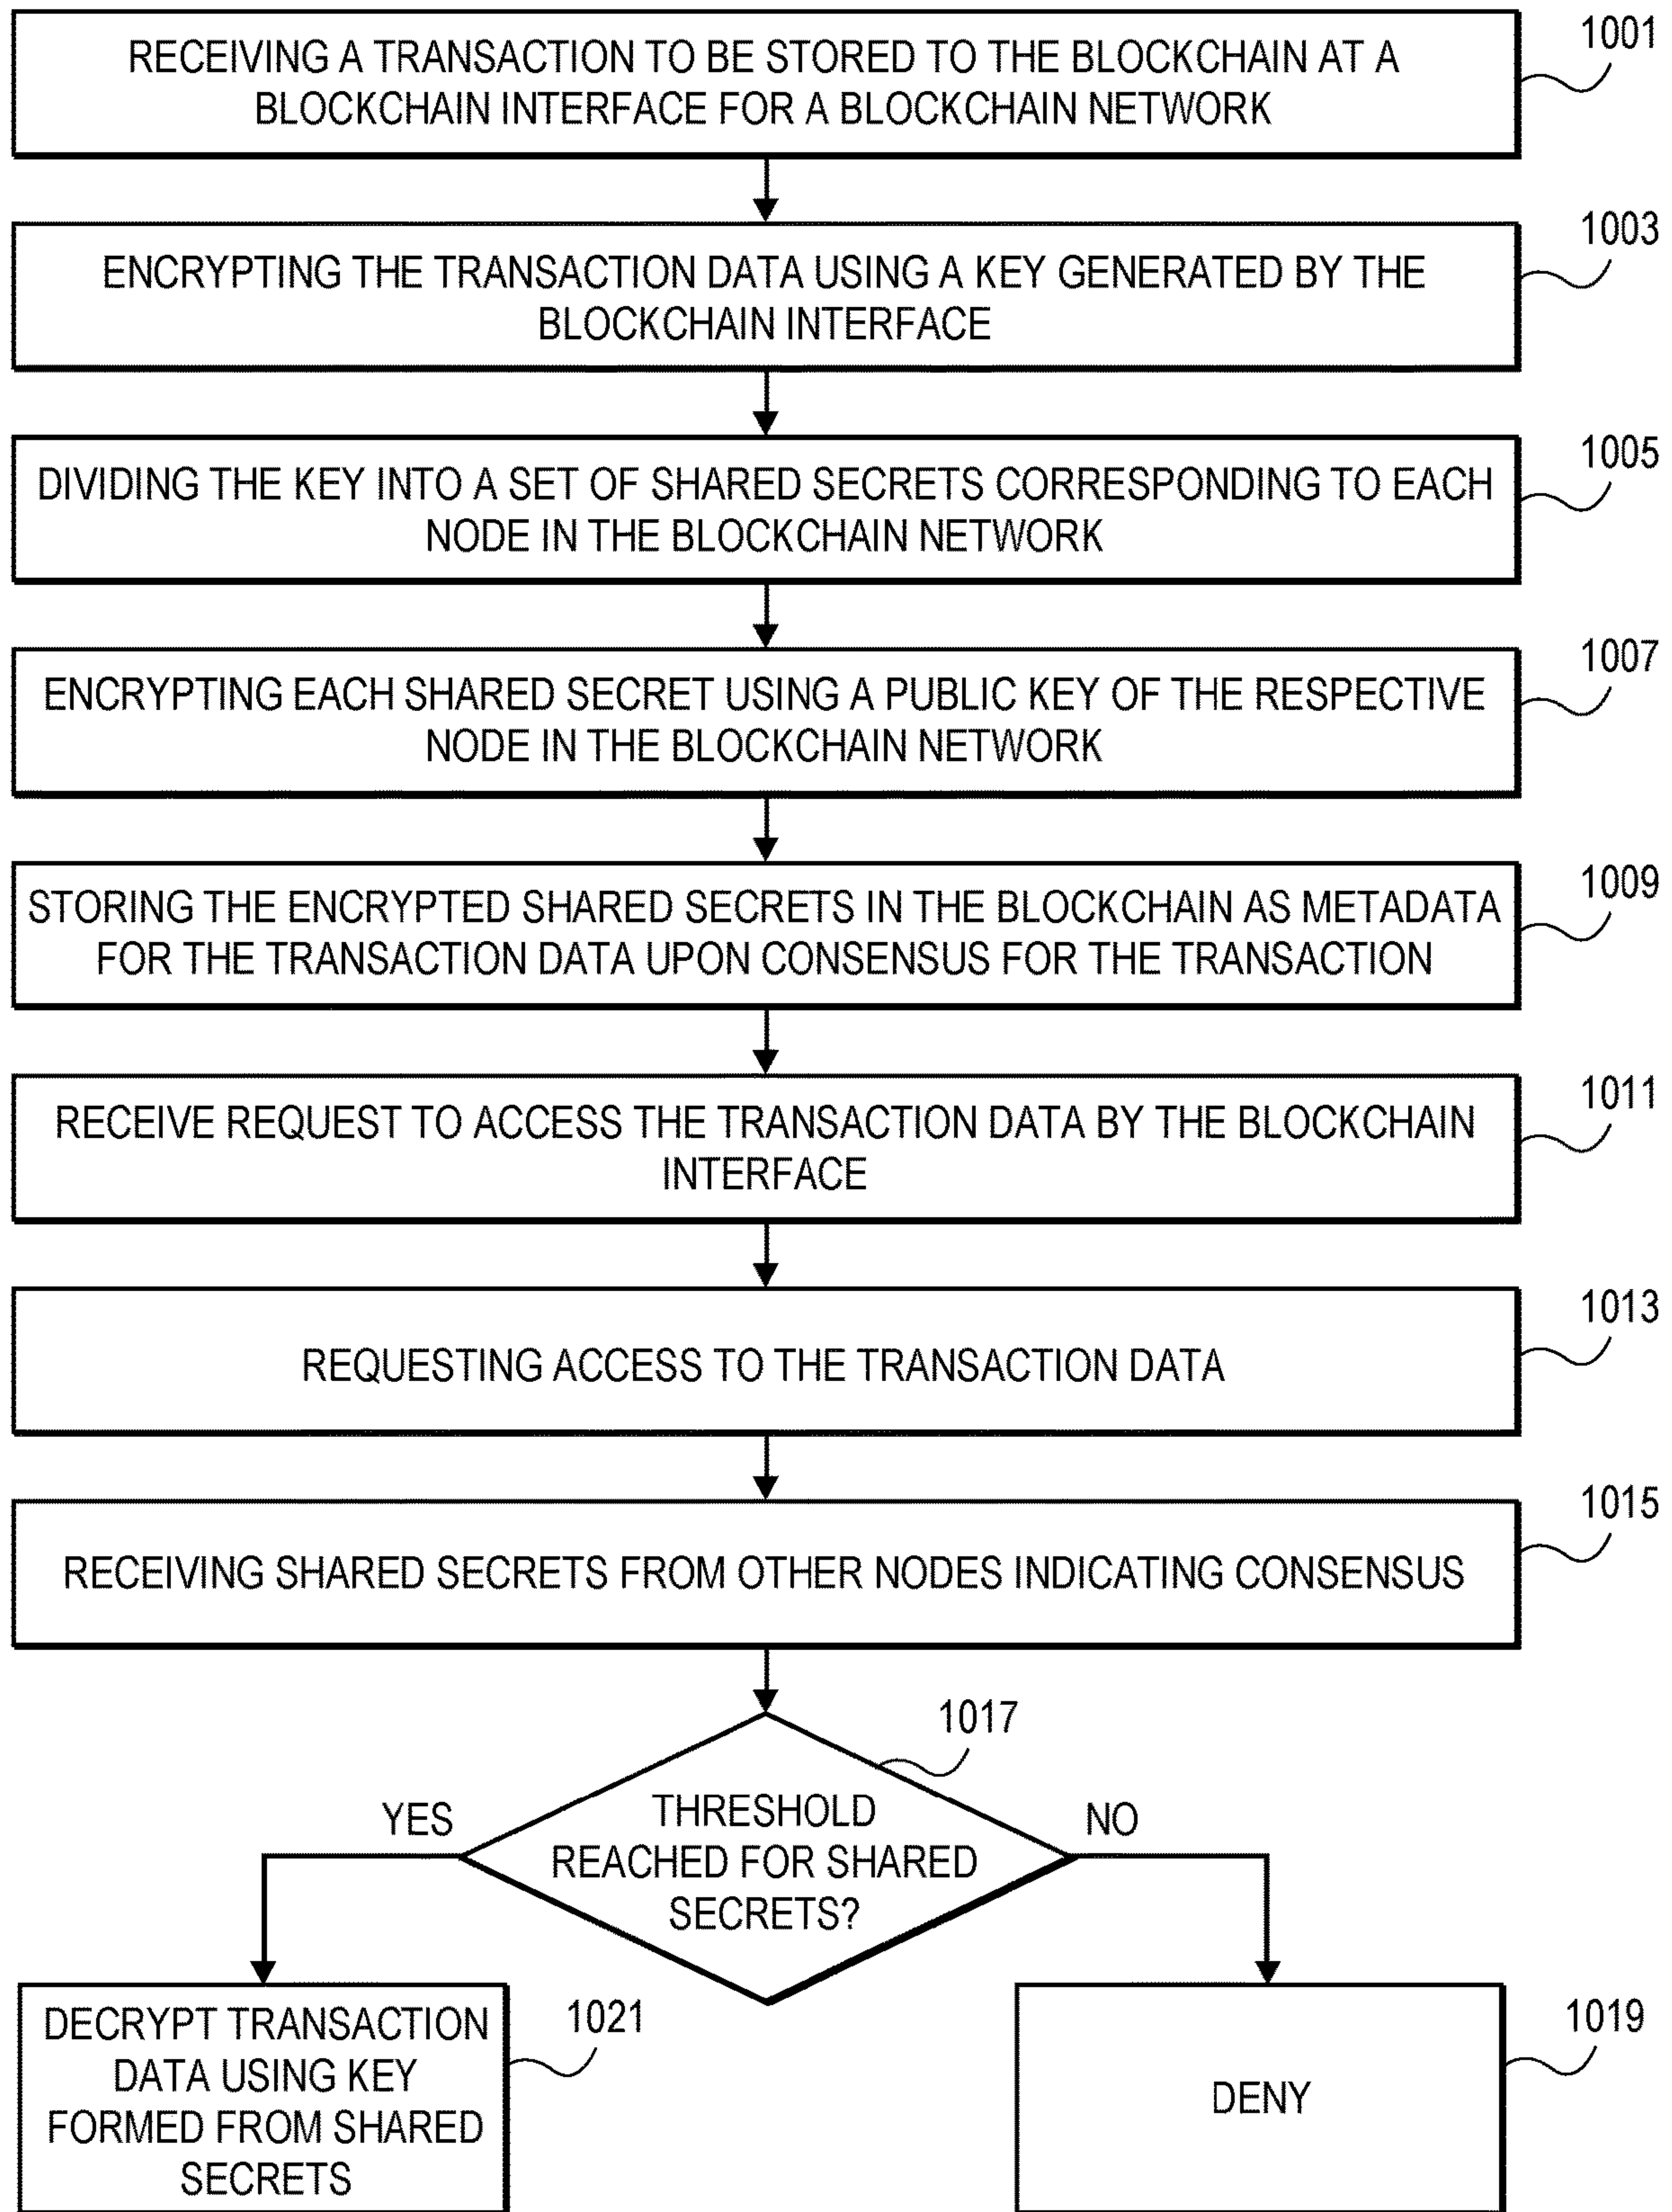 1001
RECEIVING A TRANSACTION TO BE STORED TO THE BLOCKCHAIN AT A
BLOCKCHAIN INTERFACE FOR A BLOCKCHAIN NETWORK
1003
ENCRYPTING THE TRANSACTION DATA USING A KEY GENERATED BY THE
BLOCKCHAIN INTERFACE
1005
DIVIDING THE KEY INTO A SET OF SHARED SECRETS CORRESPONDING TO EACH
NODE IN THE BLOCKCHAIN NETWORK
1007
ENCRYPTING EACH SHARED SECRET USING A PUBLIC KEY OF THE RESPECTIVE
NODE IN THE BLOCKCHAIN NETWORK
1009
STORING THE ENCRYPTED SHARED SECRETS IN THE BLOCKCHAIN AS METADATA
FOR THE TRANSACTION DATA UPON CONSENSUS FOR THE TRANSACTION
1011
RECEIVE REQUEST TO ACCESS THE TRANSACTION DATA BY THE BLOCKCHAIN
INTERFACE
1013
REQUESTING ACCESS TO THE TRANSACTION DATA
1015
RECEIVING SHARED SECRETS FROM OTHER NODES INDICATING CONSENSUS
1017
YES
NO
THRESHOLD
REACHED FOR SHARED
SECRETS?
1021
DECRYPT TRANSACTION
DATA USING KEY
FORMED FROM SHARED
SECRETS
1019
DENY